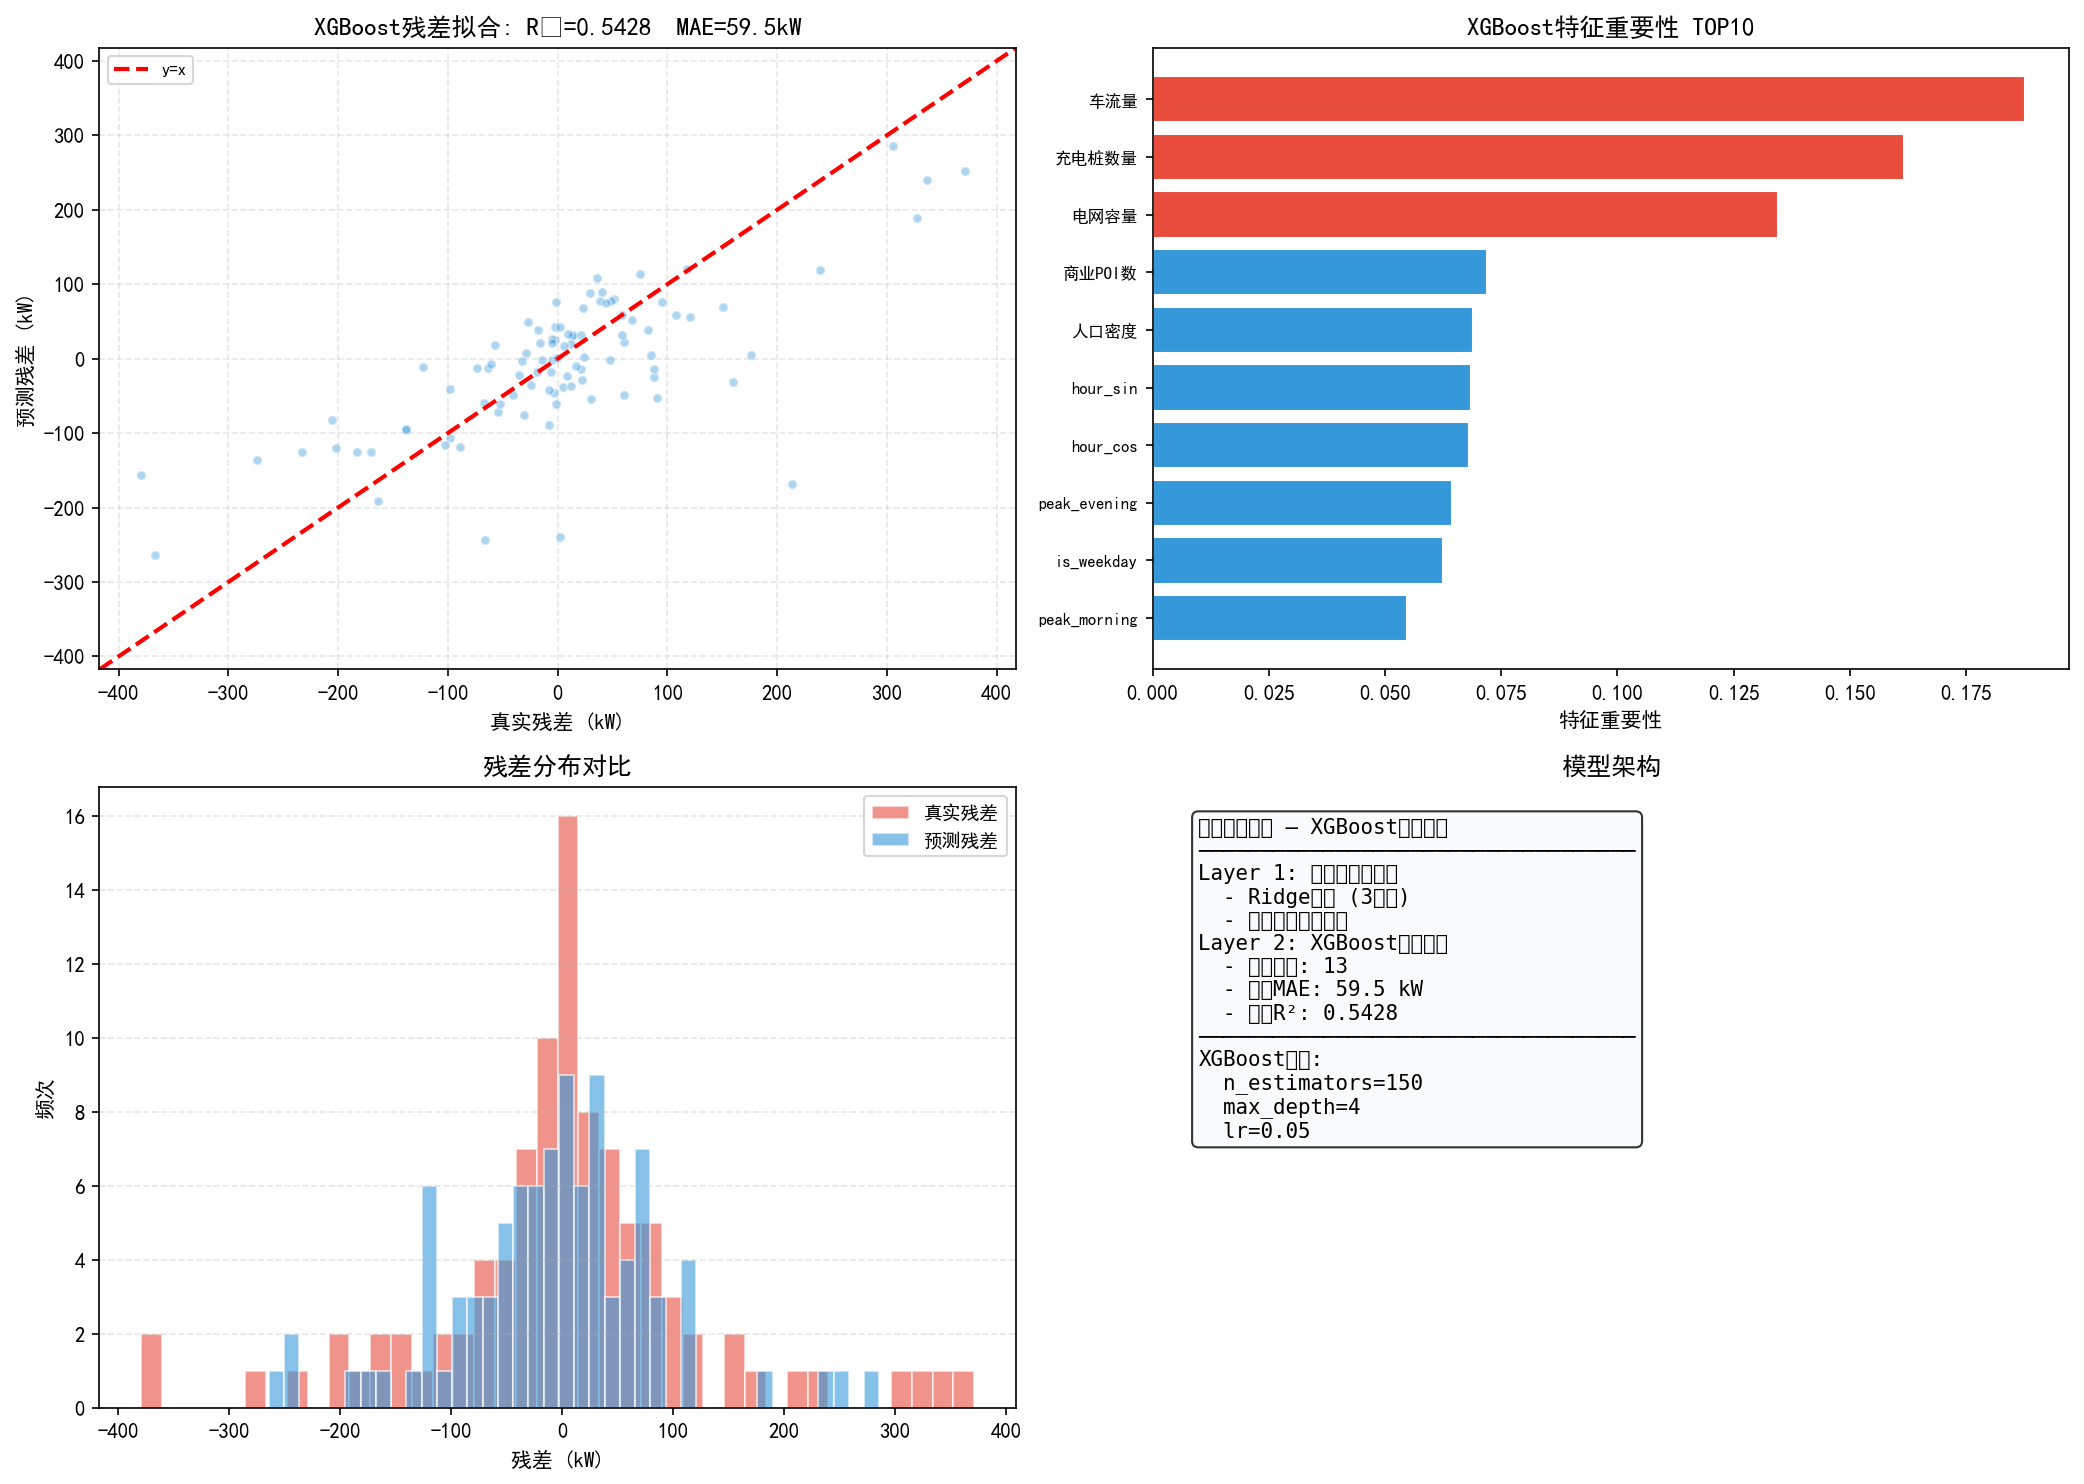 XGBoost残差拟合: R□=0.5428  MAE=59.5kW
y=x
预测残差 (kW)
400
300
200
100
0
−100
−200
−300
−400
−400 −300 −200 −100 0 100 200 300 400
真实残差 (kW)
XGBoost特征重要性 TOP10
车流量
充电桩数量
电网容量
商业POI数
人口密度
hour_sin
hour_cos
peak_evening
is_weekday
peak_morning
0.000 0.025 0.050 0.075 0.100 0.125 0.150 0.175
特征重要性
残差分布对比
真实残差
预测残差
频次
16
14
12
10
8
6
4
2
0
−400 −300 −200 −100 0 100 200 300 400
残差 (kW)
模型架构
□□□□□□ — XGBoost□□□□
Layer 1: □□□□□□□
- Ridge□□ (3□□)
- □□□□□□□□
Layer 2: XGBoost□□□□
- □□□□: 13
- □□MAE: 59.5 kW
- □□R²: 0.5428
XGBoost□□:
n_estimators=150
max_depth=4
lr=0.05